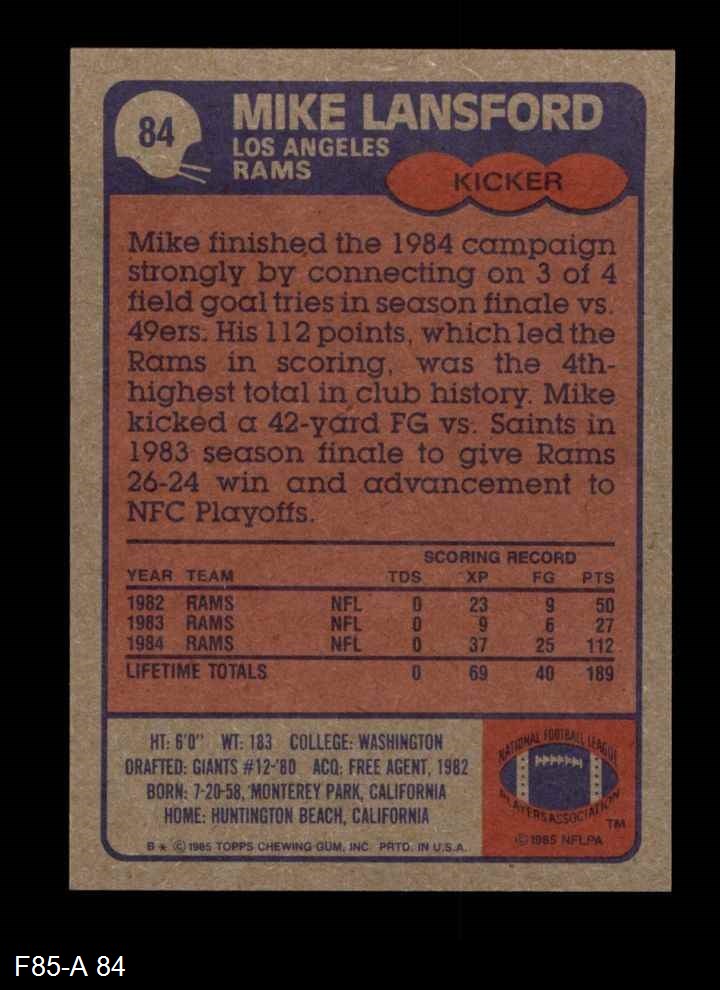 84
MIKE LANSFORD
LOS ANGELES
RAMS
KICKER
Mike finished the 1984 campaign
strongly by connecting on 3 of 4
field goal tries in season finale vs.
49ers. His 112 points, which led the
Rams in scoring, was the 4th-
highest total in club history. Mike
kicked a 42-yard FG vs. Saints in
1983 season finale to give Rams
26-24 win and advancement to
NFC Playoffs.
SCORING RECORD
YEAR TEAM TDS XP FG PTS
1982 RAMS NFL 0 23 9 50
1983 RAMS NFL 0 9 6 27
1984 RAMS NFL 0 37 25 112
LIFETIME TOTALS 0 69 40 189
HT: 6'0" WT: 183 COLLEGE: WASHINGTON
DRAFTED: GIANTS #12-'80 ACQ: FREE AGENT, 1982
BORN: 7-20-58, MONTEREY PARK, CALIFORNIA
HOME: HUNTINGTON BEACH, CALIFORNIA
B★ ©1985 TOPPS CHEWING GUM, INC. PRTD. IN U.S.A.
NATIONAL FOOTBALL LEAGUE
PLAYERS ASSOCIATION
TM
©1985 NFLPA
F85-A 84